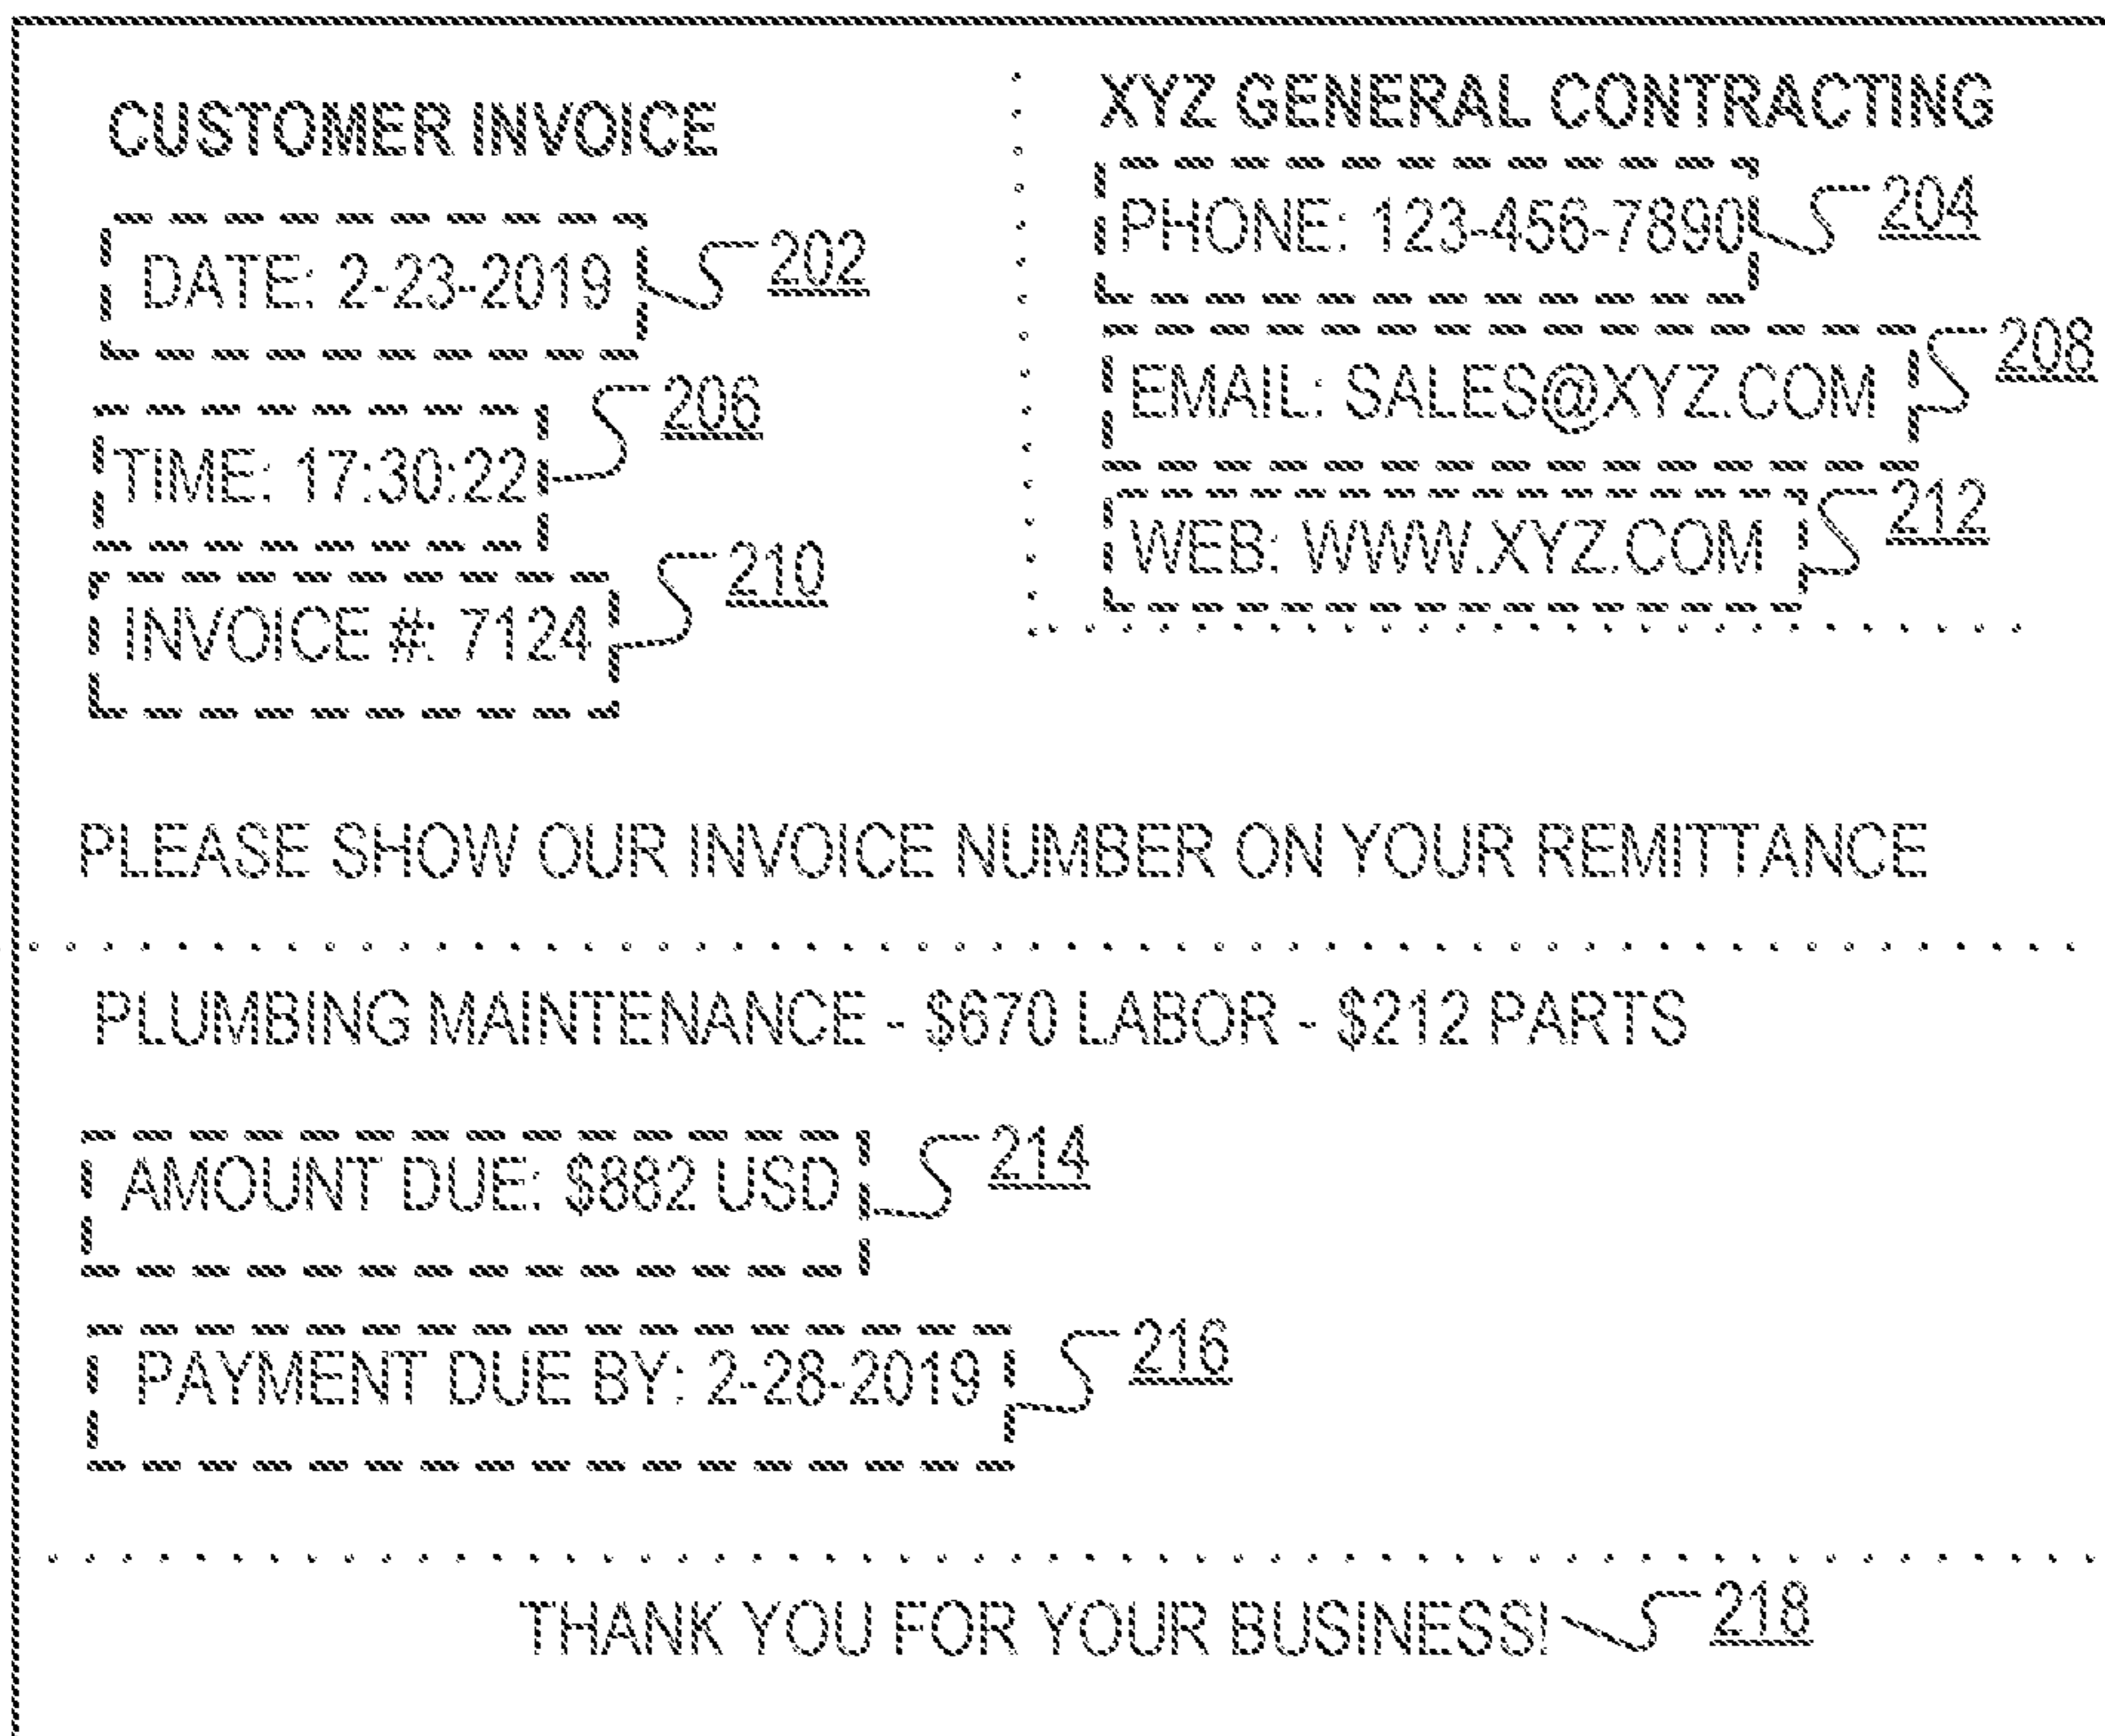 CUSTOMER INVOICE
DATE: 2-23-2019
202
TIME: 17:30:22
206
INVOICE #: 7124
210
XYZ GENERAL CONTRACTING
PHONE: 123-456-7890
204
EMAIL: SALES@XYZ.COM
208
WEB: WWW.XYZ.COM
212
PLEASE SHOW OUR INVOICE NUMBER ON YOUR REMITTANCE
PLUMBING MAINTENANCE - $670 LABOR - $212 PARTS
AMOUNT DUE: $882 USD
214
PAYMENT DUE BY: 2-28-2019
216
THANK YOU FOR YOUR BUSINESS!
218